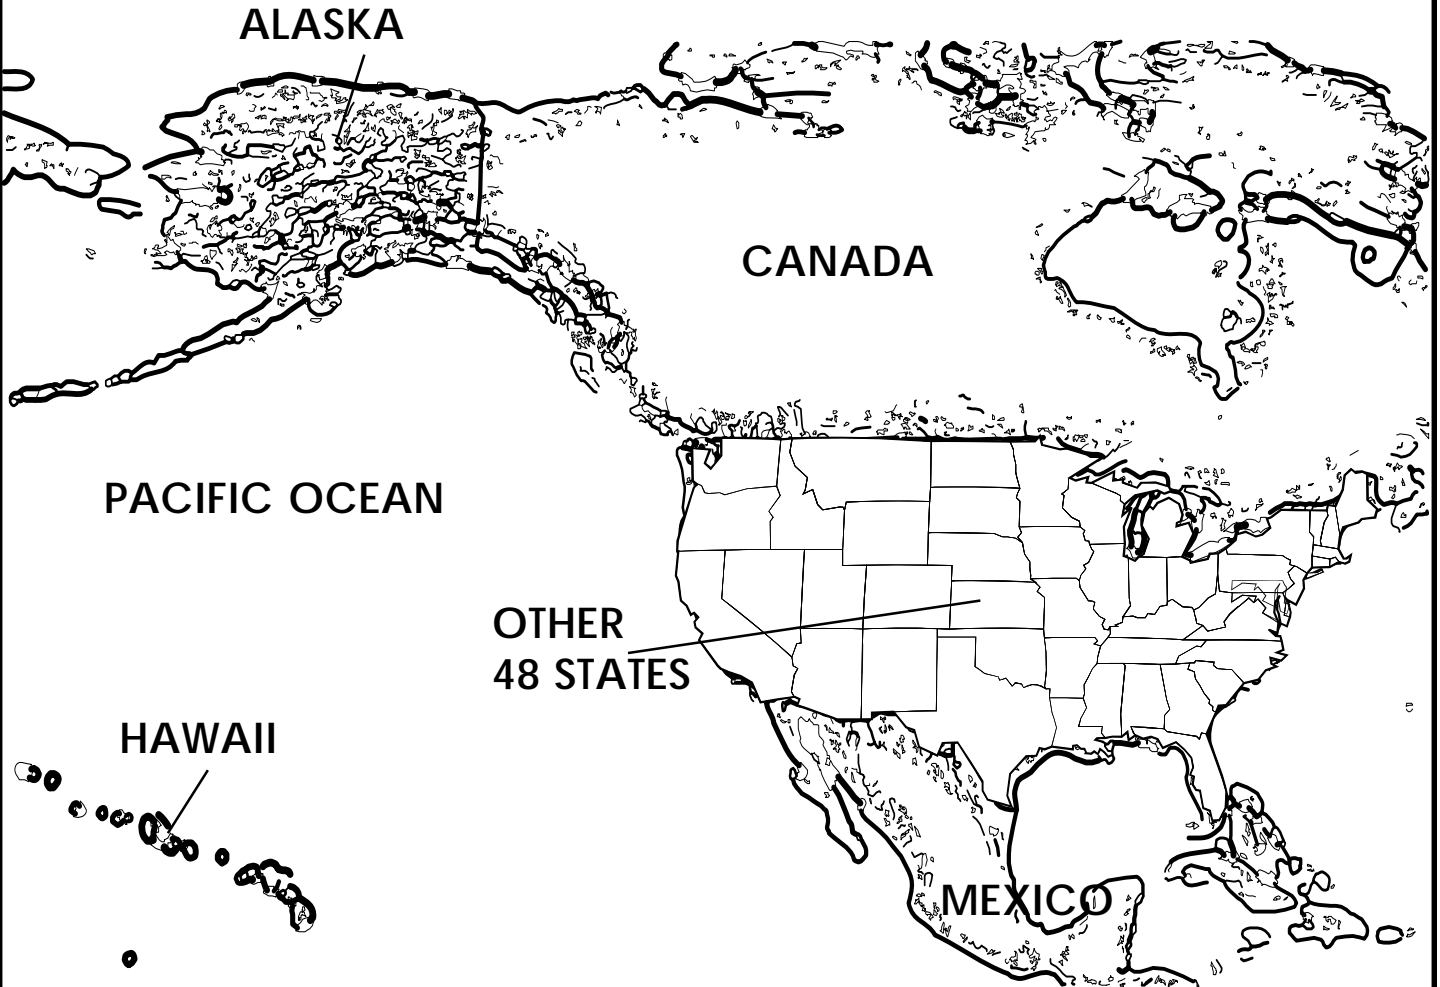 ALASKA
CANADA
PACIFIC OCEAN
OTHER
48 STATES
HAWAII
MEXICO